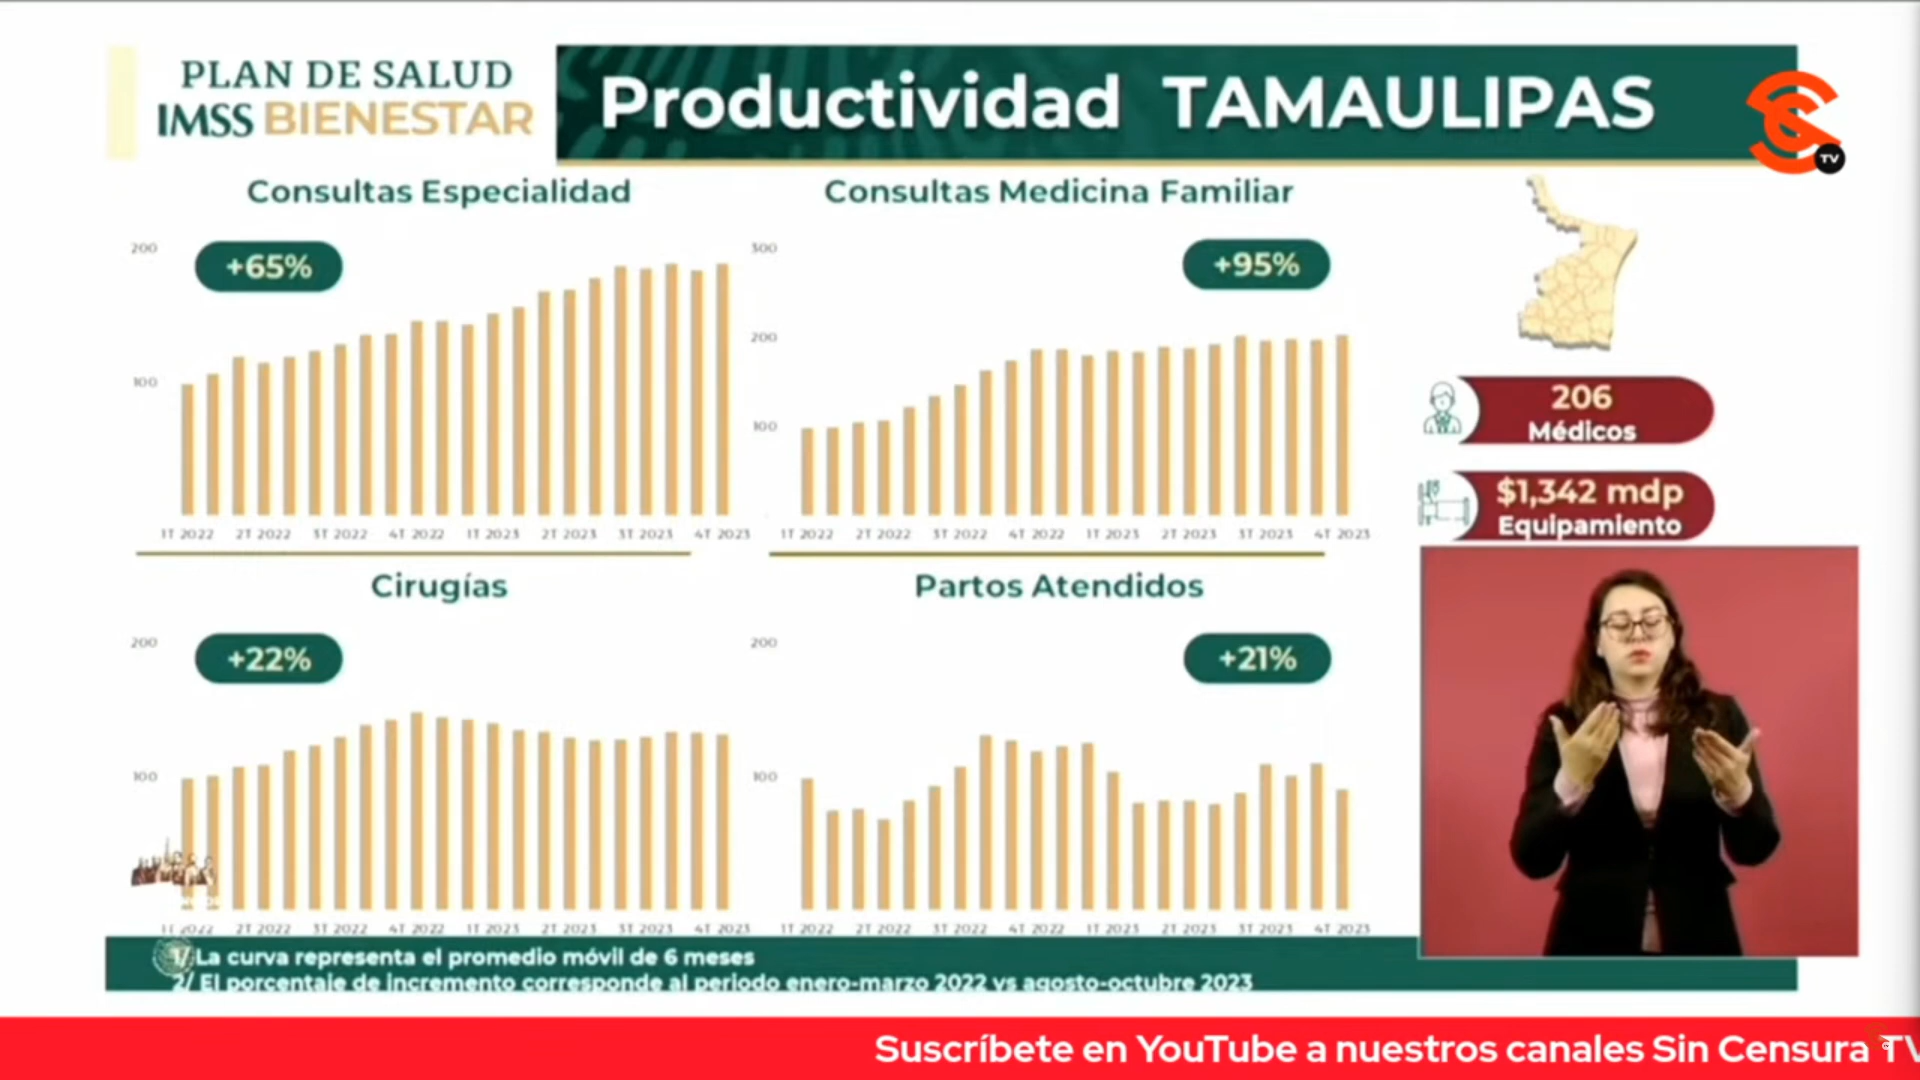 PLAN DE SALUD
IMSS BIENESTAR
Productividad TAMAULIPAS
TV
Consultas Especialidad
+65%
200
100
1T 2022 2T 2022 3T 2022 4T 2022 1T 2023 2T 2023 3T 2023 4T 2023
Consultas Medicina Familiar
+95%
300
200
100
1T 2022 2T 2022 3T 2022 4T 2022 1T 2023 2T 2023 3T 2023 4T 2023
206
Médicos
$1,342 mdp
Equipamiento
Cirugías
+22%
200
100
1T 2022 2T 2022 3T 2022 4T 2022 1T 2023 2T 2023 3T 2023 4T 2023
Partos Atendidos
+21%
200
100
1T 2022 2T 2022 3T 2022 4T 2022 1T 2023 2T 2023 3T 2023 4T 2023
1/ La curva representa el promedio móvil de 6 meses
2/ El porcentaje de incremento corresponde al periodo enero-marzo 2022 vs agosto-octubre 2023
Suscríbete en YouTube a nuestros canales Sin Censura TV